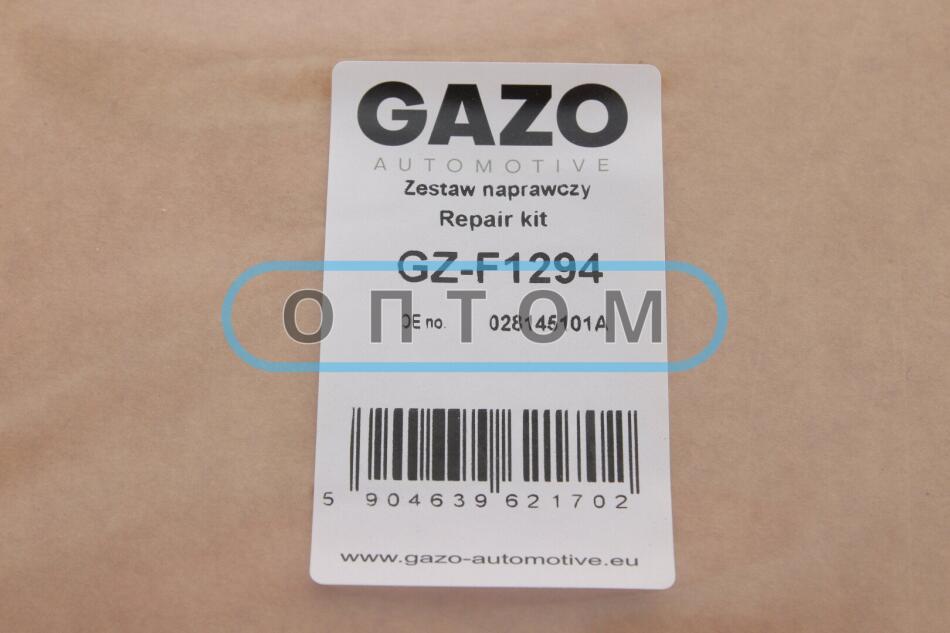 GAZO
AUTOMOTIVE
Zestaw naprawczy
Repair kit
GZ-F1294
ОПТОМ
OE no. 028145101A
5 904639 621702
www.gazo-automotive.eu